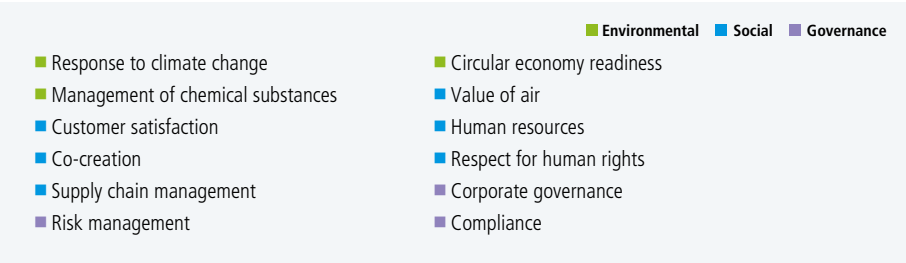 Environmental Social Governance
Response to climate change
Management of chemical substances
Customer satisfaction
Co-creation
Supply chain management
Risk management
Circular economy readiness
Value of air
Human resources
Respect for human rights
Corporate governance
Compliance